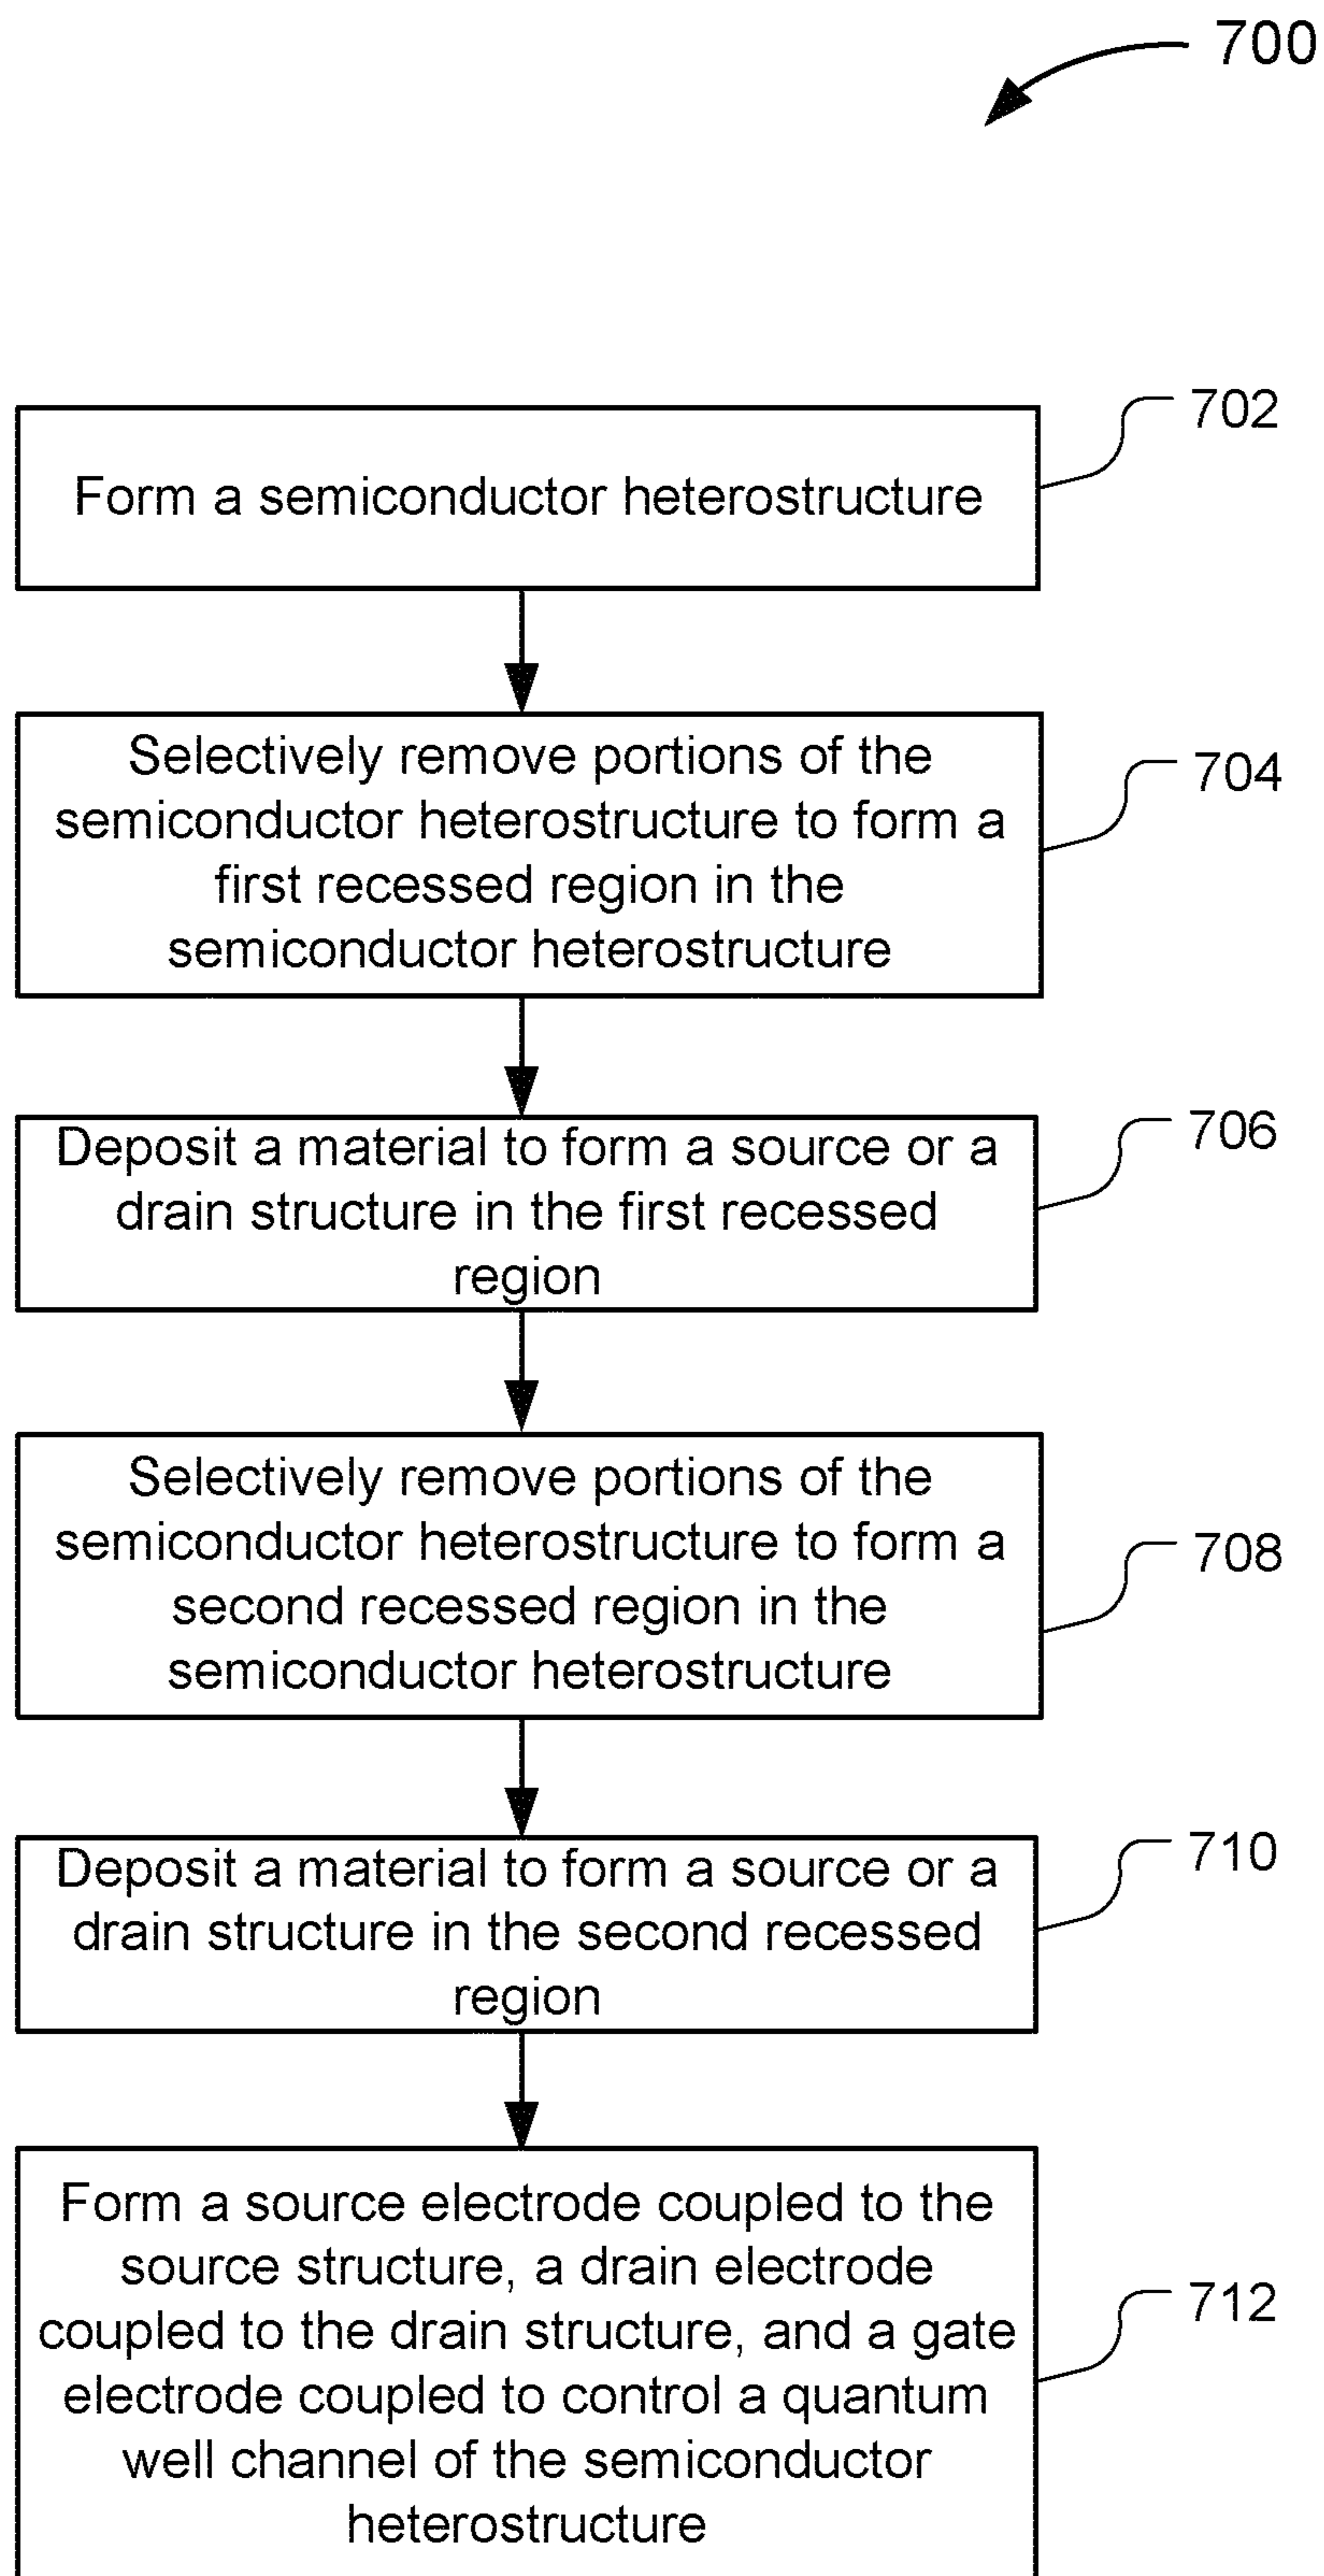 700
702
Form a semiconductor heterostructure
Selectively remove portions of the
semiconductor heterostructure to form a
first recessed region in the
semiconductor heterostructure
704
Deposit a material to form a source or a
drain structure in the first recessed
region
706
Selectively remove portions of the
semiconductor heterostructure to form a
second recessed region in the
semiconductor heterostructure
708
Deposit a material to form a source or a
drain structure in the second recessed
region
710
Form a source electrode coupled to the
source structure, a drain electrode
coupled to the drain structure, and a gate
electrode coupled to control a quantum
well channel of the semiconductor
heterostructure
712